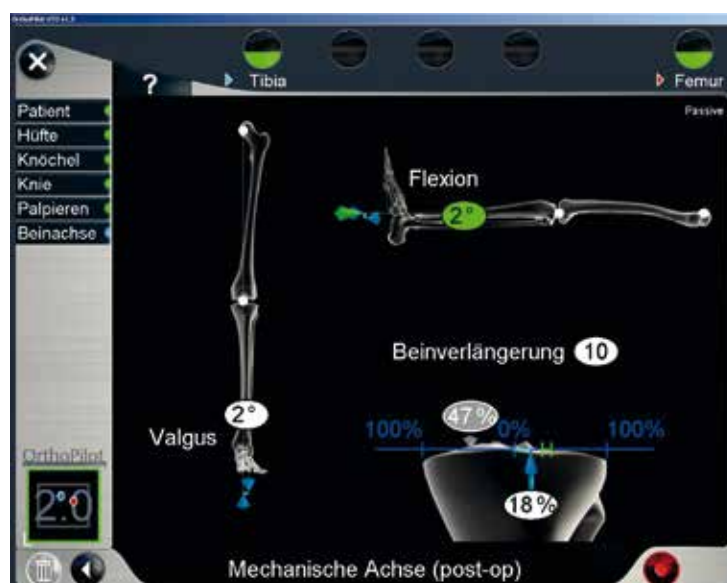 ?
Tibia
Femur
Passive
Patient
Hüfte
Knöchel
Knie
Palpieren
Beinachse
Flexion
2°
Beinverlängerung 10
2°
Valgus
47%
100% 0% 100%
18%
OrthoPilot
2.0
Mechanische Achse (post-op)